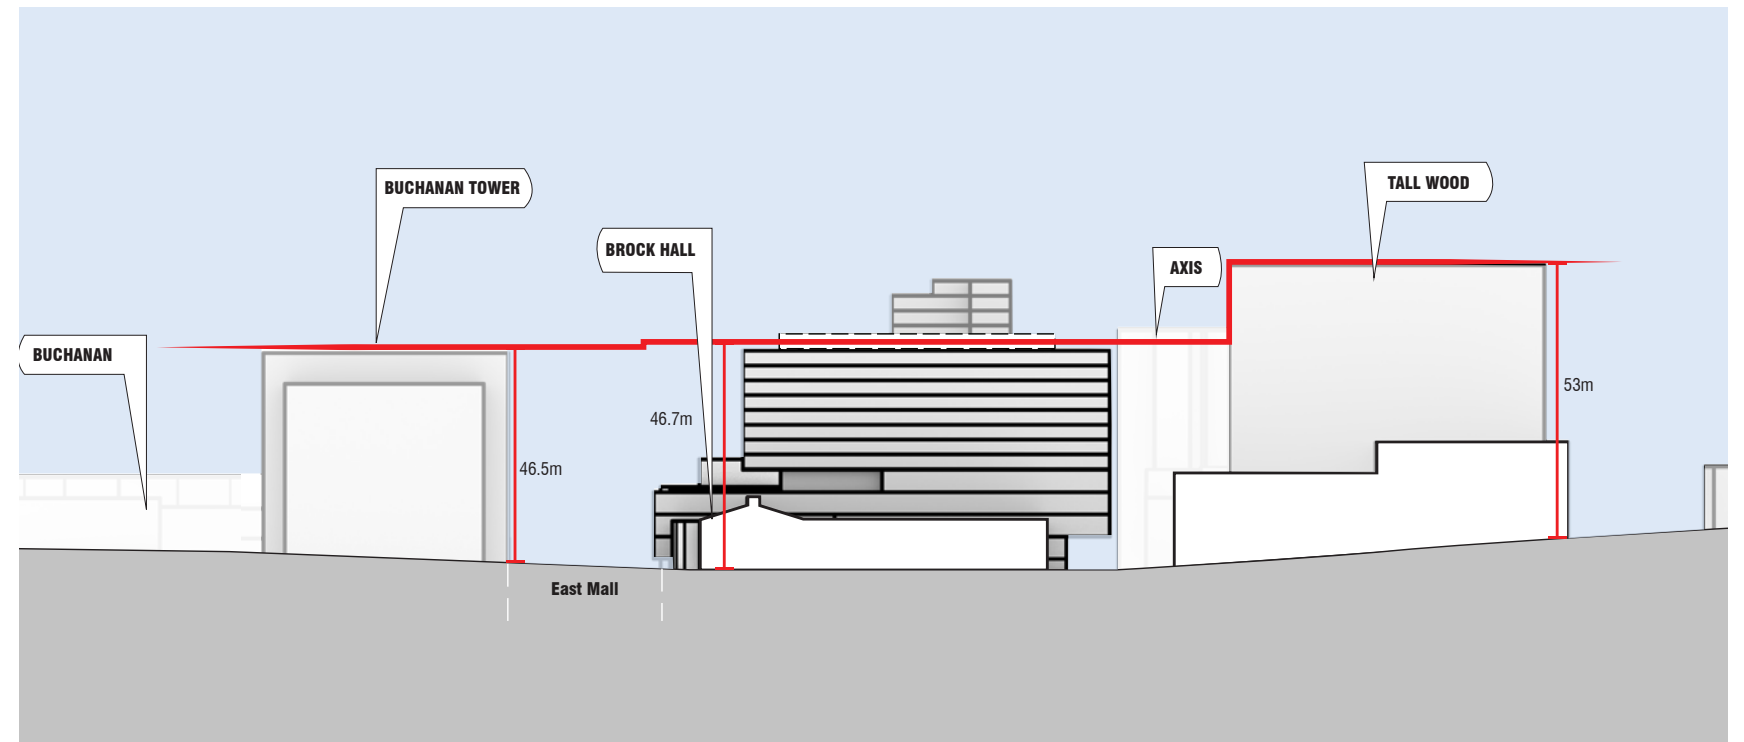 BUCHANAN TOWER
TALL WOOD
BROCK HALL
AXIS
BUCHANAN
53m
46.7m
46.5m
East Mall